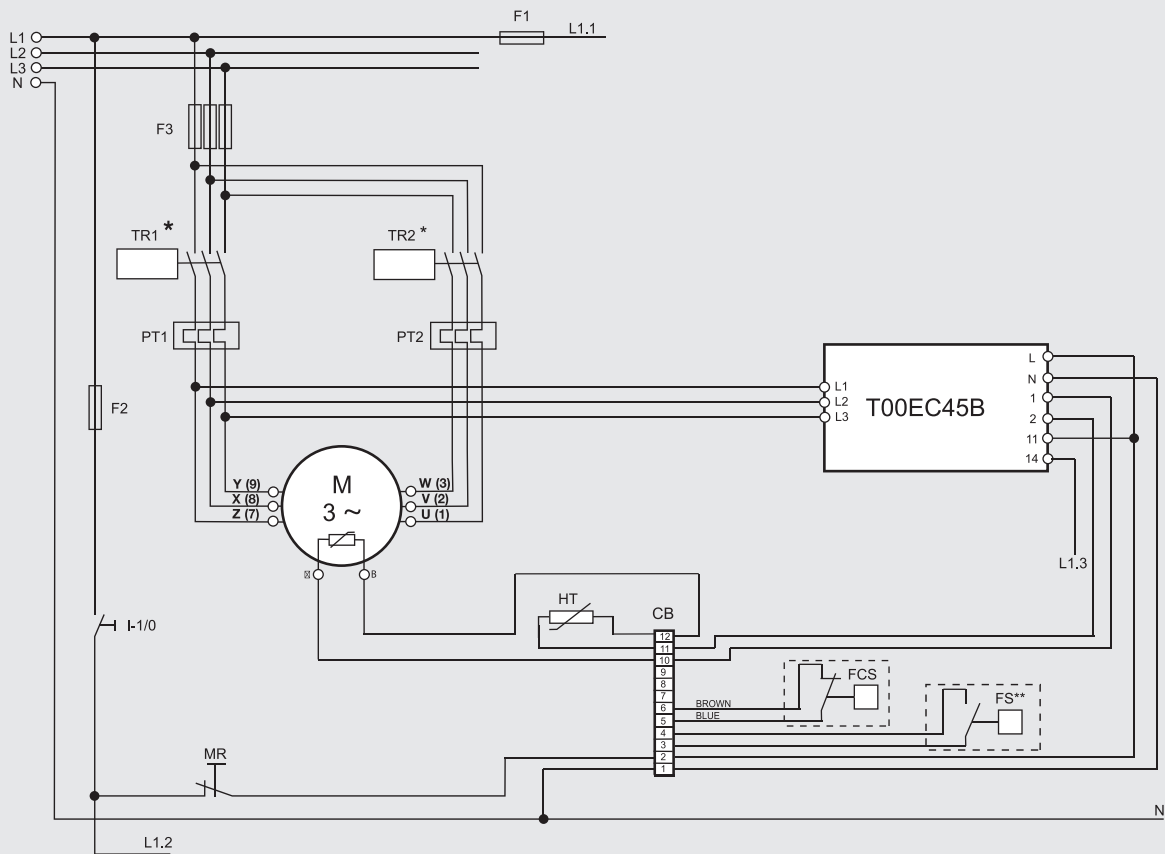 F1
L1.1
L1
L2
L3
N
F3
TR1 *
TR2 *
PT1
PT2
F2
L
N
1
2
11
14
L1
L2
L3
T00EC45B
L1.3
M
3 ~
Y (9)
X (8)
Z (7)
W (3)
V (2)
U (1)
B
I-1/0
HT
CB
12
11
10
9
8
7
6
5
4
3
2
1
BROWN
BLUE
FCS
FS**
MR
N
L1.2